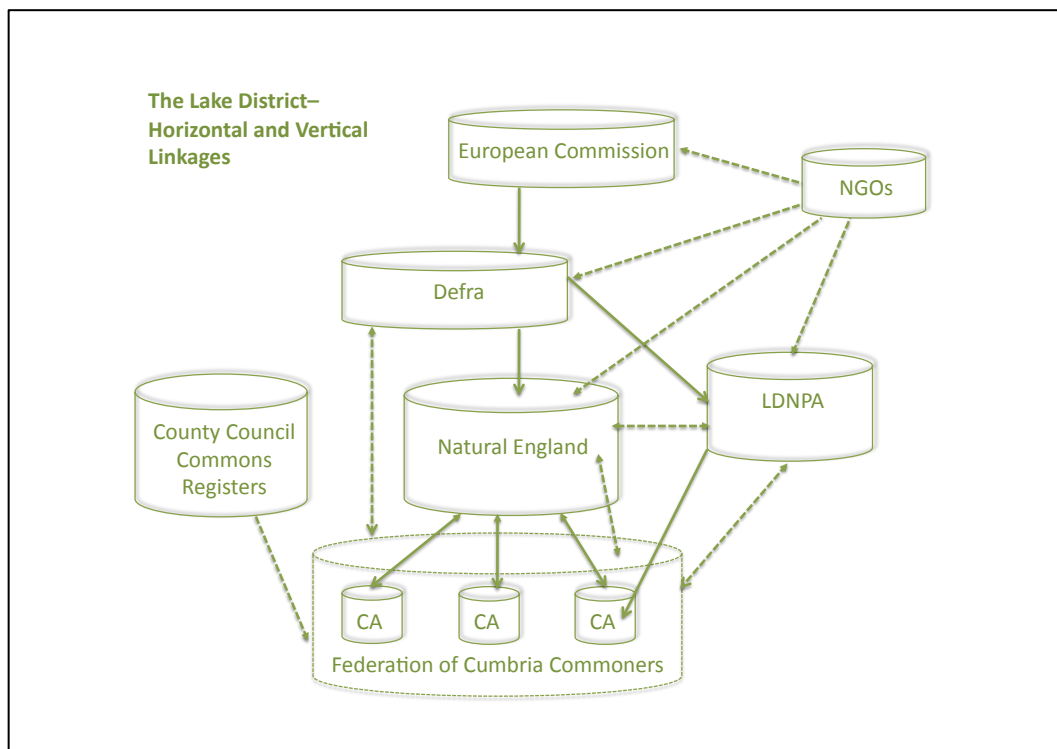 The Lake District–
Horizontal and Vertical
Linkages
European Commission
NGOs
Defra
LDNPA
County Council
Commons
Registers
Natural England
CA
CA
CA
Federation of Cumbria Commoners